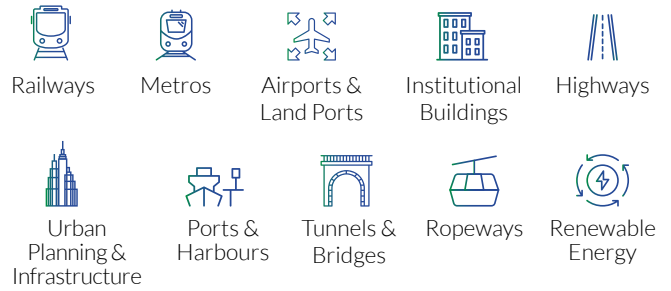 Railways
Metros
Airports &
Land Ports
Institutional
Buildings
Highways
Urban
Planning &
Infrastructure
Ports &
Harbours
Tunnels &
Bridges
Ropeways
Renewable
Energy